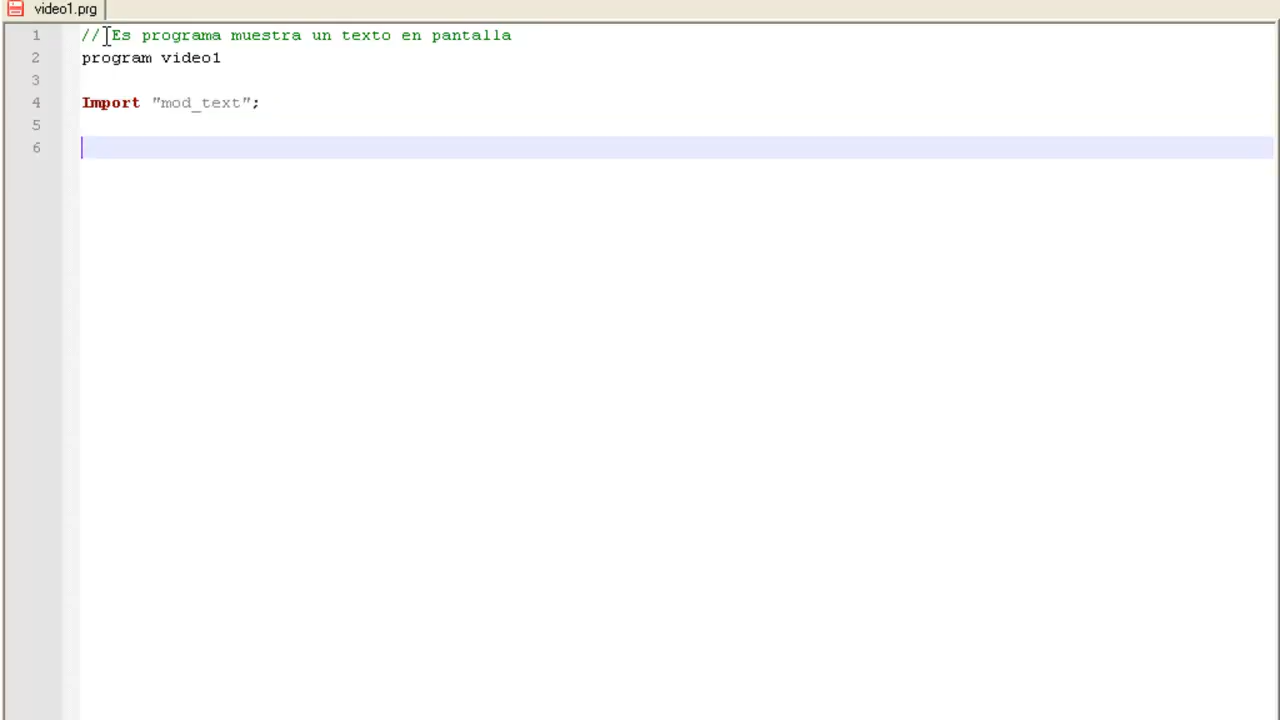 video1.prg
1 // Es programa muestra un texto en pantalla
2 program video1
3
4 Import "mod_text";
5
6